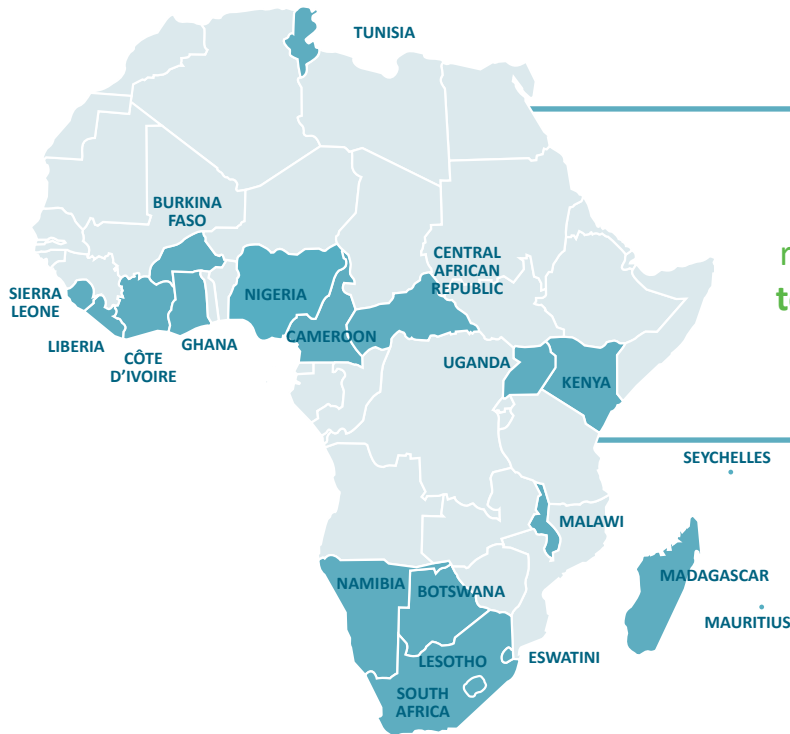 TUNISIA
BURKINA
FASO
CENTRAL
AFRICAN
REPUBLIC
SIERRA
LEONE
NIGERIA
LIBERIA
CÔTE
D’IVOIRE
GHANA
CAMEROON
UGANDA
KENYA
SEYCHELLES
MALAWI
MADAGASCAR
MAURITIUS
NAMIBIA
BOTSWANA
LESOTHO
ESWATINI
SOUTH
AFRICA